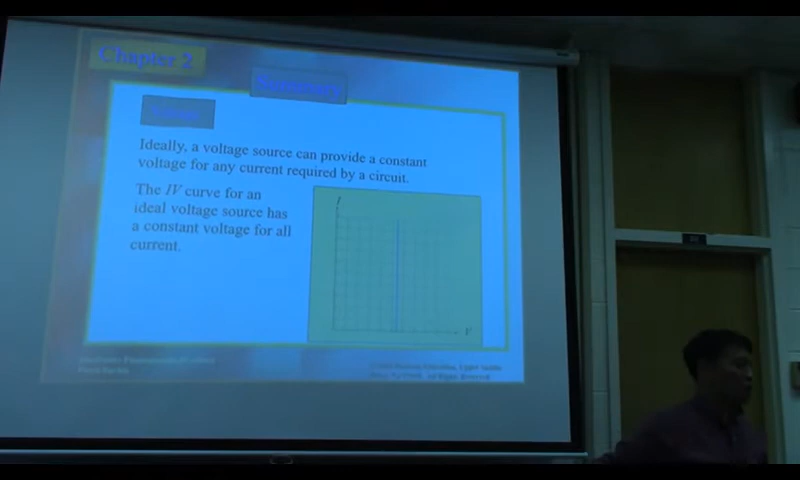 Chapter 2
Summary
Ideally, a voltage source can provide a constant
voltage for any current required by a circuit.
The IV curve for an
ideal voltage source has
a constant voltage for all
current.
I
V